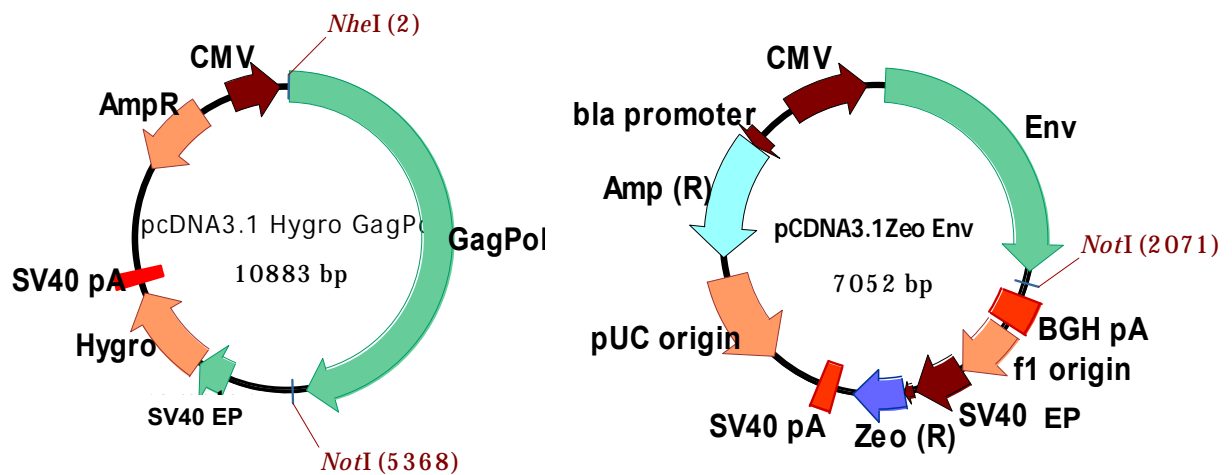 NheI (2)
CMV
AmpR
pcDNA3.1 Hygro GagPo
GagPol
10883 bp
SV40 pA
Hygro
SV40 EP
NotI (5368)
CMV
bla promoter
Env
Amp (R)
pCDNA3.1Zeo Env
NotI (2071)
7052 bp
BGH pA
pUC origin
f1 origin
SV40 EP
SV40 pA
Zeo (R)